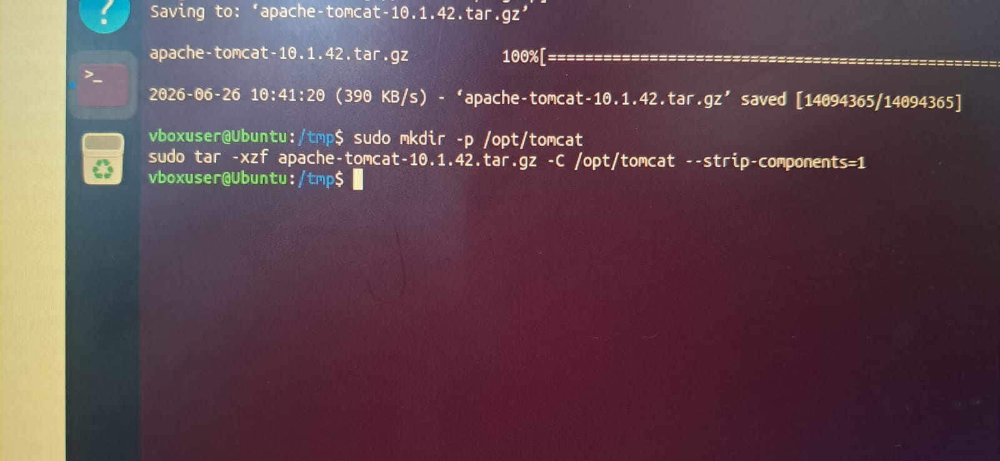 ?
Saving to: ‘apache-tomcat-10.1.42.tar.gz’
apache-tomcat-10.1.42.tar.gz 100%[==================================================
>_
2026-06-26 10:41:20 (390 KB/s) - ‘apache-tomcat-10.1.42.tar.gz’ saved [14094365/14094365]
vboxuser@Ubuntu:/tmp$ sudo mkdir -p /opt/tomcat
sudo tar -xzf apache-tomcat-10.1.42.tar.gz -C /opt/tomcat --strip-components=1
vboxuser@Ubuntu:/tmp$